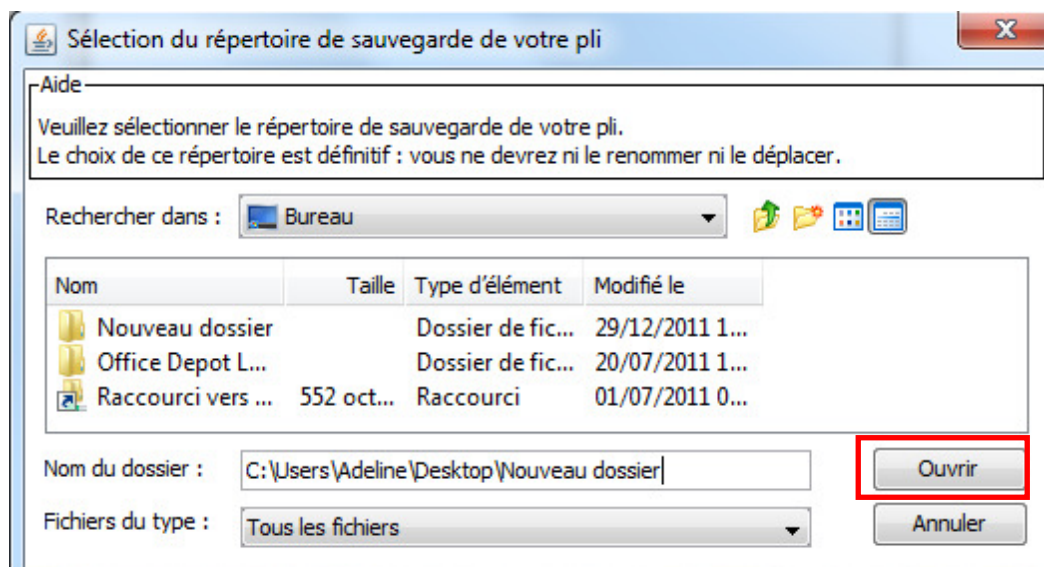 Sélection du répertoire de sauvegarde de votre pli
Aide
Veuillez sélectionner le répertoire de sauvegarde de votre pli.
Le choix de ce répertoire est définitif : vous ne devrez ni le renommer ni le déplacer.
Rechercher dans : Bureau
Nom Taille Type d'élément Modifié le
Nouveau dossier Dossier de fic... 29/12/2011 1...
Office Depot L... Dossier de fic... 20/07/2011 1...
Raccourci vers ... 552 oct... Raccourci 01/07/2011 0...
Nom du dossier : C:\Users\Adeline\Desktop\Nouveau dossier Ouvrir
Fichiers du type : Tous les fichiers Annuler